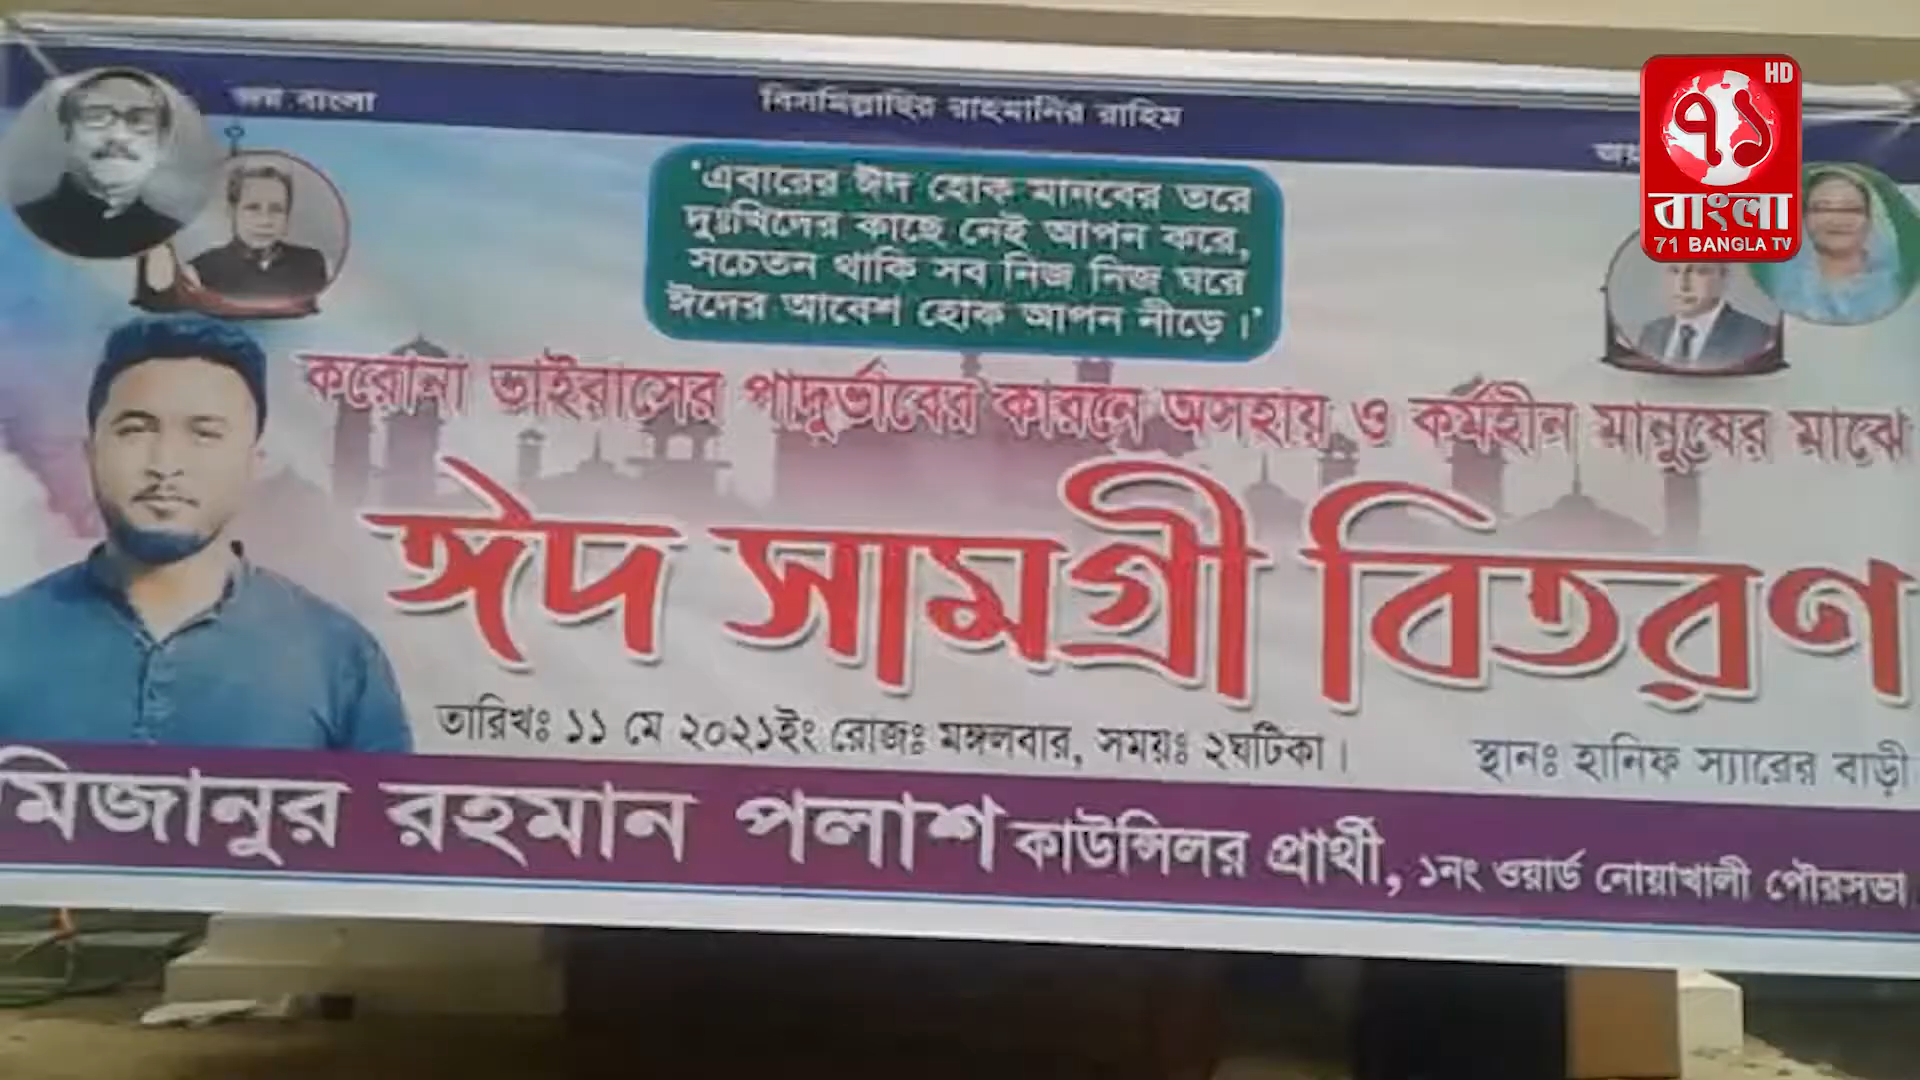 জয় বাংলা
বিসমিল্লাহির রাহমানির রাহিম
জয়
'এবারের ঈদ হোক মানবের তরে
দুঃখিদের কাছে নেই আপন করে,
সচেতন থাকি সব নিজ নিজ ঘরে
ঈদের আবেশ হোক আপন নীড়ে।'
করোনা ভাইরাসের পাদুর্ভাবের কারনে অসহায় ও কর্মহীন মানুষের মাঝে
ঈদ সামগ্রী বিতরণ
তারিখঃ ১১ মে ২০২১ইং রোজঃ মঙ্গলবার, সময়ঃ ২ঘটিকা।
স্থানঃ হানিফ স্যারের বাড়ী
মিজানুর রহমান পলাশ কাউন্সিলর প্রার্থী, ১নং ওয়ার্ড নোয়াখালী পৌরসভা
HD
৭১
বাংলা
71 BANGLA TV